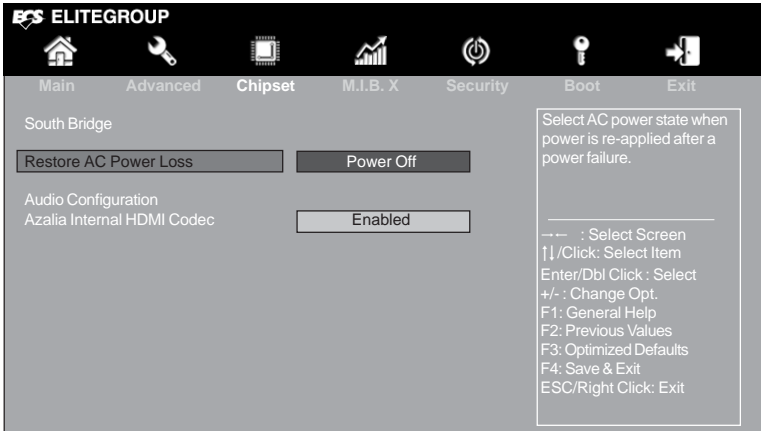 ECS ELITEGROUP
Main Advanced Chipset M.I.B. X Security Boot Exit
South Bridge
Restore AC Power Loss Power Off
Audio Configuration
Azalia Internal HDMI Codec Enabled
Select AC power state when
power is re-applied after a
power failure.
→← : Select Screen
↑↓/Click: Select Item
Enter/Dbl Click : Select
+/- : Change Opt.
F1: General Help
F2: Previous Values
F3: Optimized Defaults
F4: Save & Exit
ESC/Right Click: Exit